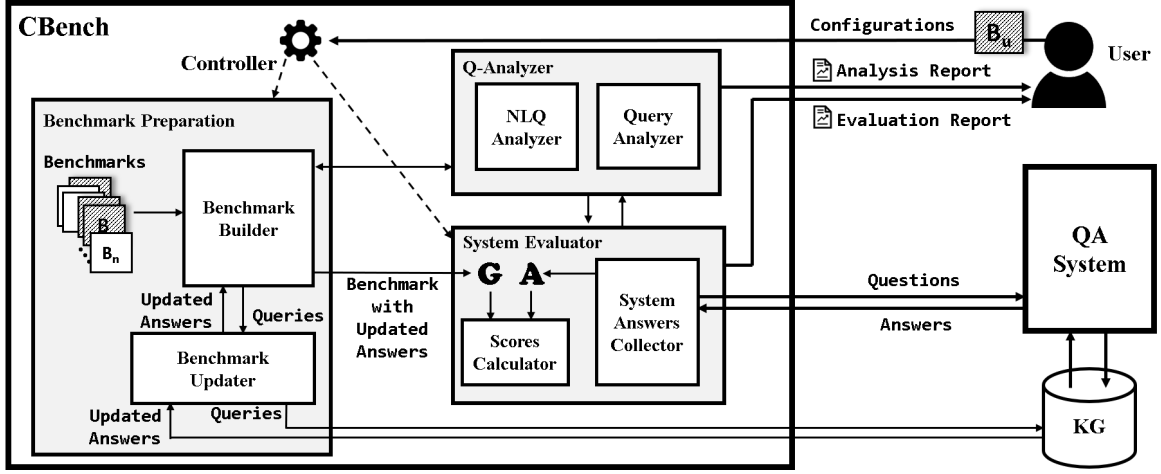 CBench
Configurations
B u
User
Controller
Q-Analyzer
Analysis Report
Evaluation Report
NLQ
Analyzer
Query
Analyzer
Benchmark Preparation
Benchmarks
B
B n
Benchmark
Builder
System Evaluator
G A
Benchmark
with
Updated
Answers
System
Answers
Collector
Scores
Calculator
Questions
Answers
QA
System
Updated
Answers
Queries
Benchmark
Updater
Updated
Answers
Queries
KG